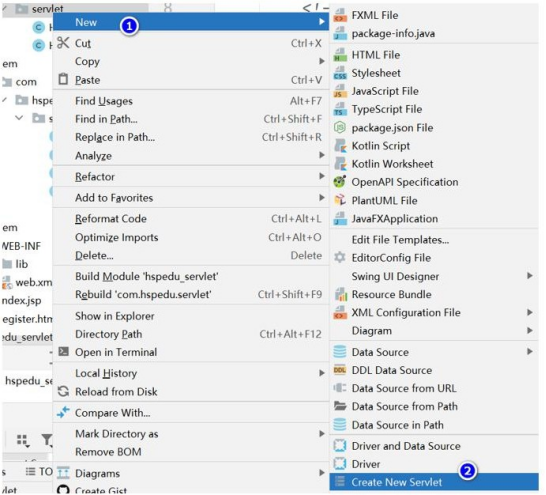 servlet
New
1
Cut Ctrl+X
Copy
Paste Ctrl+V
Find Usages Alt+F7
Find in Path... Ctrl+Shift+F
Replace in Path... Ctrl+Shift+R
Analyze
Refactor
Add to Favorites
Reformat Code Ctrl+Alt+L
Optimize Imports Ctrl+Alt+O
Delete... Delete
Build Module 'hspedu_servlet'
Rebuild 'com.hspedu.servlet' Ctrl+Shift+F9
Show in Explorer
Directory Path Ctrl+Alt+F12
Open in Terminal
Local History
Reload from Disk
Compare With...
Mark Directory as
Remove BOM
Diagrams
Create Gist
FXML File
package-info.java
HTML File
Stylesheet
JavaScript File
TypeScript File
package.json File
Kotlin Script
Kotlin Worksheet
OpenAPI Specification
PlantUML File
JavaFXApplication
Edit File Templates...
EditorConfig File
Swing UI Designer
Resource Bundle
XML Configuration File
Diagram
Data Source
DDL Data Source
Data Source from URL
Data Source from Path
Data Source in Path
Driver and Data Source
Driver
2
Create New Servlet
em
com
hspe
em
WEB-INF
lib
web.xm
ndex.jsp
egister.htm
edu_servlet
hspedu_se
TO